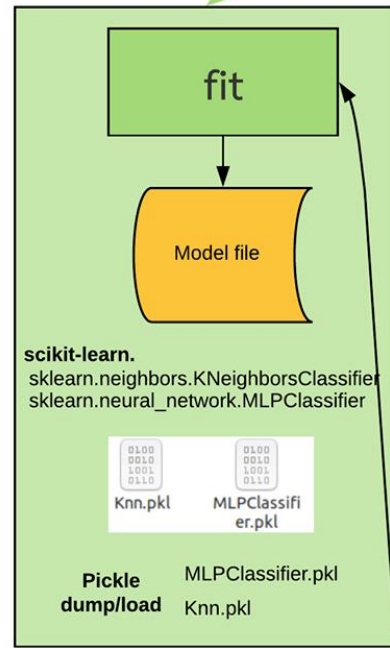 fit
Model file
scikit-learn.
sklearn.neighbors.KNeighborsClassifier
sklearn.neural_network.MLPClassifier
0100
0010
1001
0110
0100
0010
1001
0110
Knn.pkl
MLPClassifi
er.pkl
Pickle
dump/load
MLPClassifier.pkl
Knn.pkl